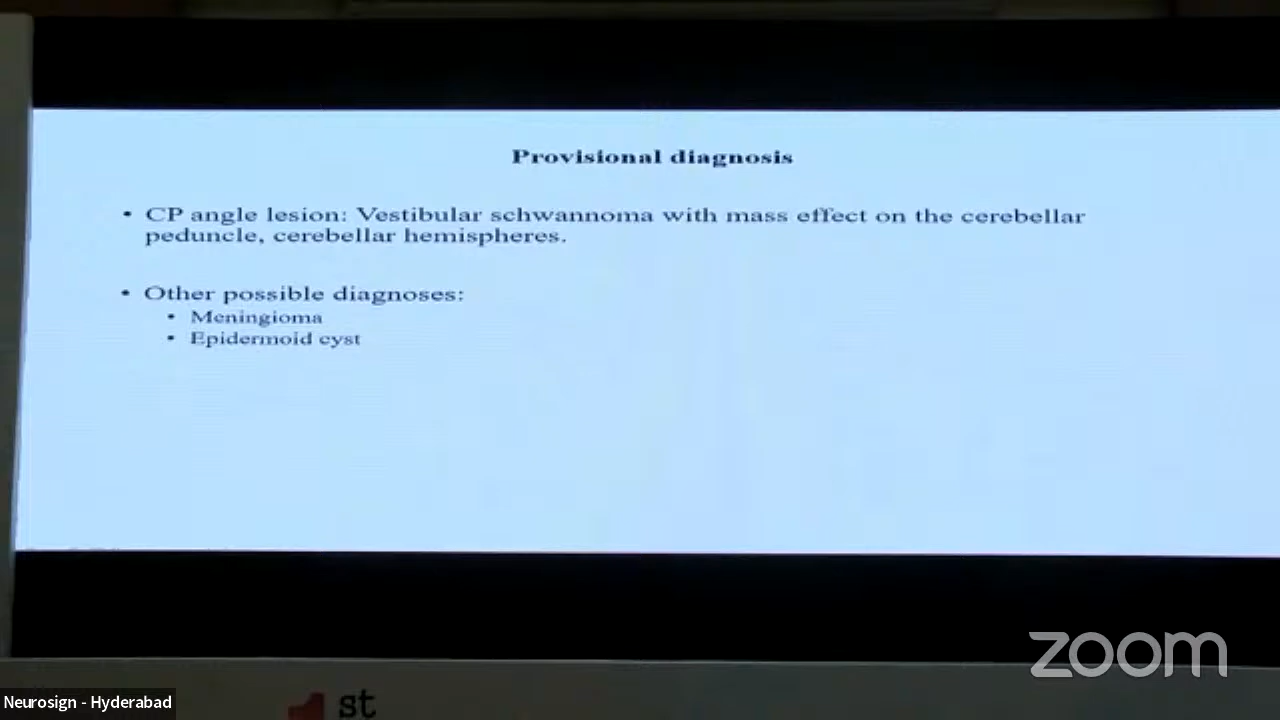 Provisional diagnosis
• CP angle lesion: Vestibular schwannoma with mass effect on the cerebellar
peduncle, cerebellar hemispheres.
• Other possible diagnoses:
• Meningioma
• Epidermoid cyst
zoom
Neurosign - Hyderabad
1st